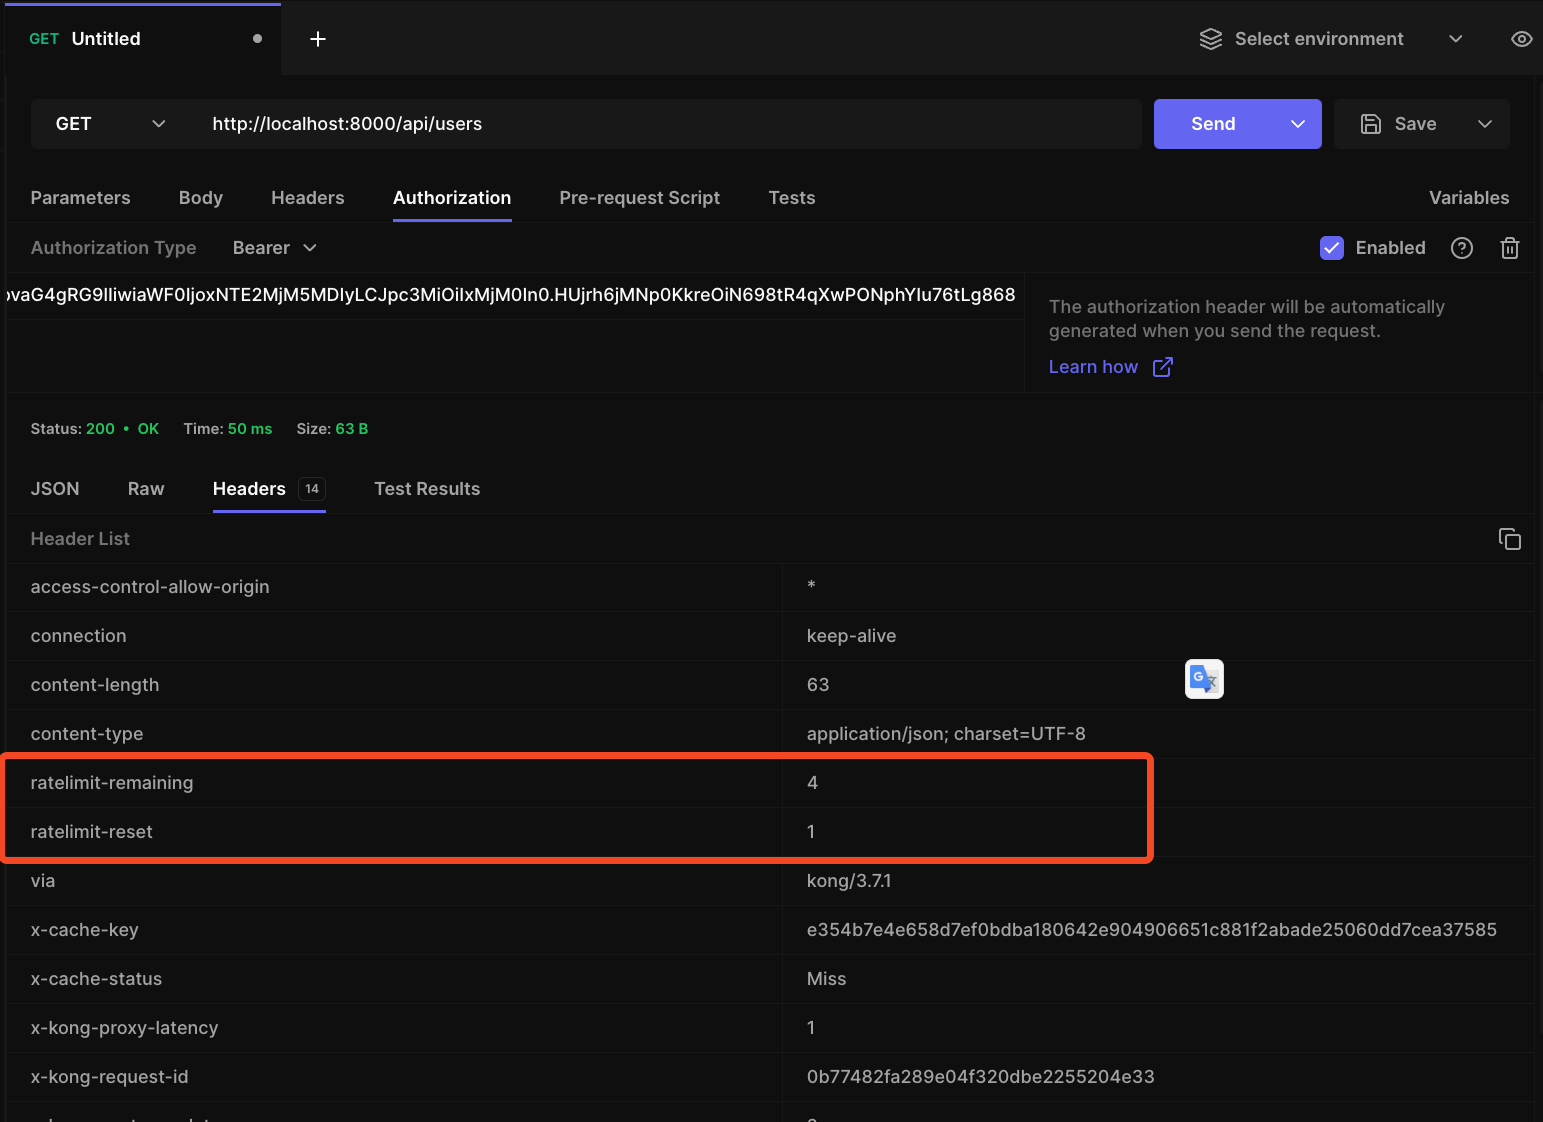 GET Untitled
Select environment
GET http://localhost:8000/api/users Send Save
Parameters Body Headers Authorization Pre-request Script Tests Variables
Authorization Type Bearer Enabled
ovaG4gRG9lIiwiaWF0IjoxNTE2MjM5MDIyLCJpc3MiOiIxMjM0In0.HUjrh6jMNp0KkreOiN698tR4qXwPONphYIu76tLg868
The authorization header will be automatically
generated when you send the request.
Learn how
Status: 200 • OK Time: 50 ms Size: 63 B
JSON Raw Headers 14 Test Results
Header List
access-control-allow-origin *
connection keep-alive
content-length 63
content-type application/json; charset=UTF-8
ratelimit-remaining 4
ratelimit-reset 1
via kong/3.7.1
x-cache-key e354b7e4e658d7ef0bdba180642e904906651c881f2abade25060dd7cea37585
x-cache-status Miss
x-kong-proxy-latency 1
x-kong-request-id 0b77482fa289e04f320dbe2255204e33